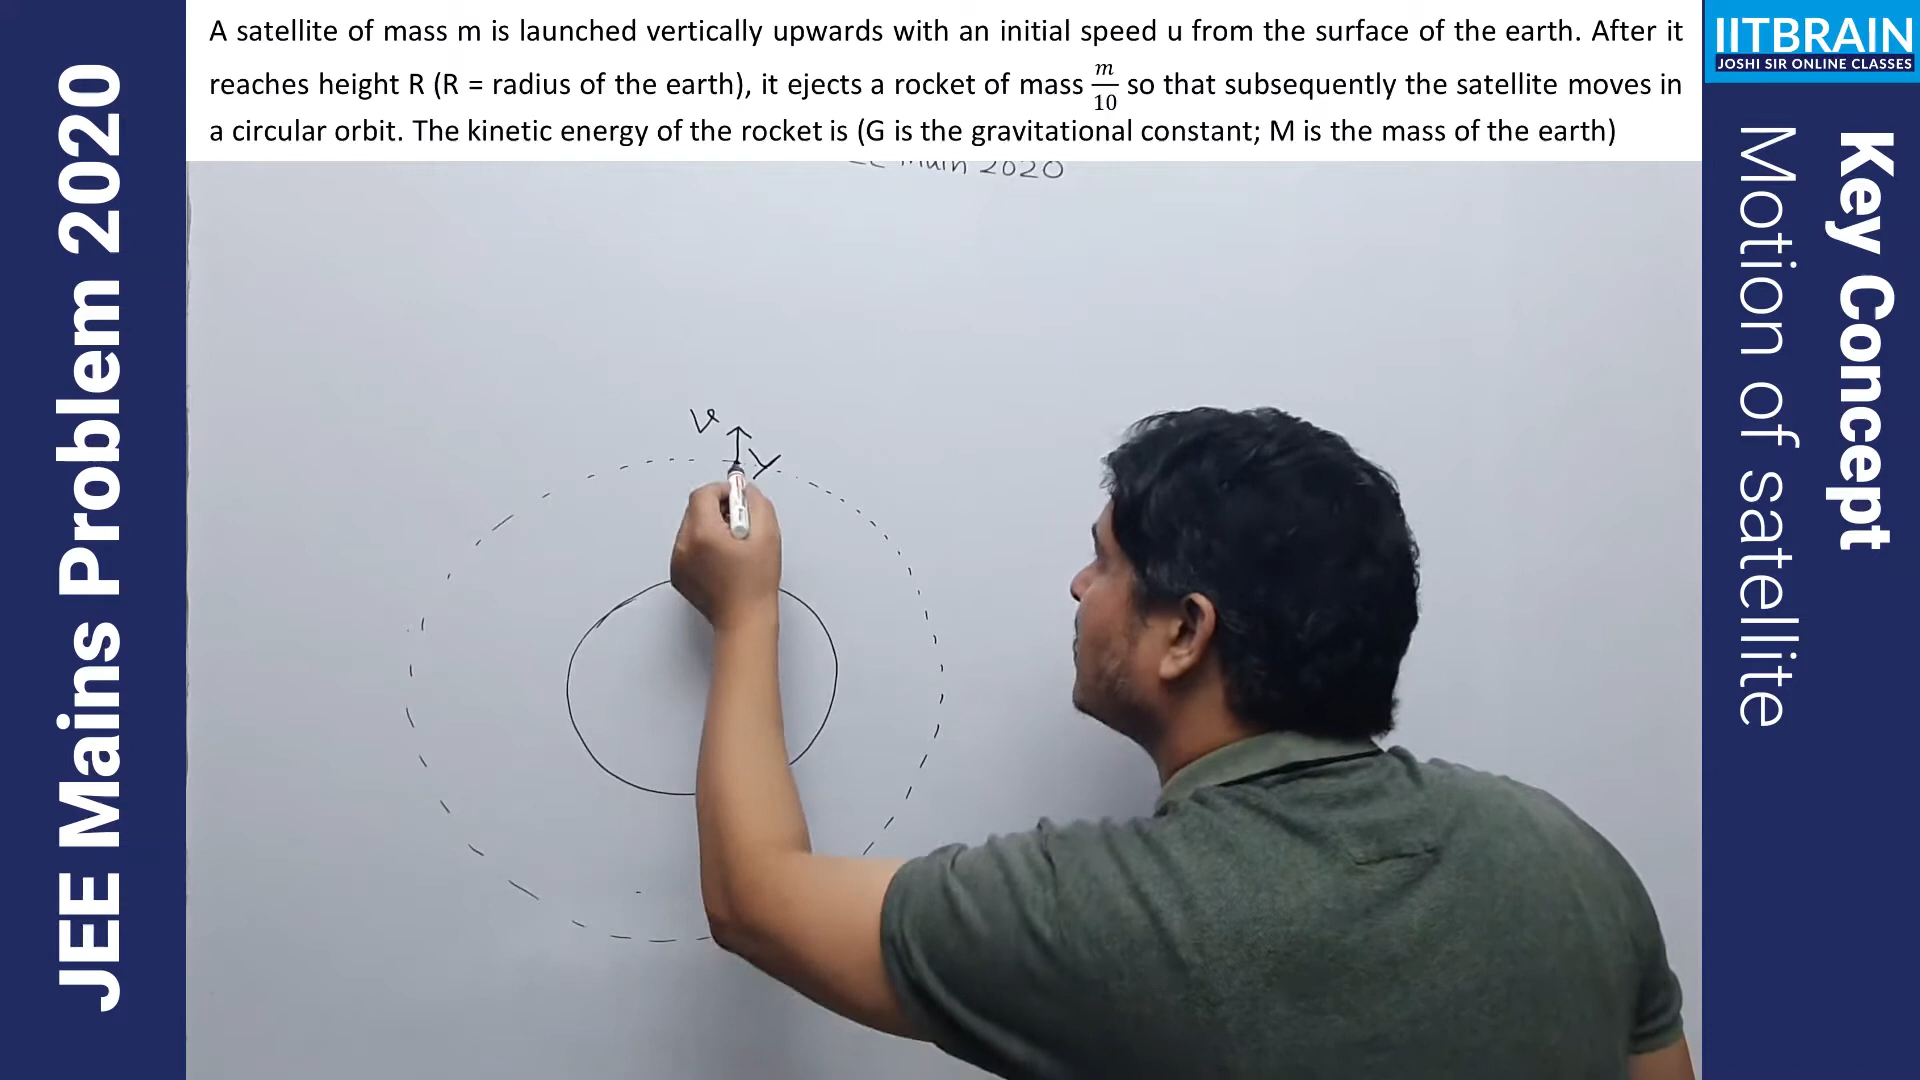 JEE Mains Problem 2020
A satellite of mass m is launched vertically upwards with an initial speed u from the surface of the earth. After it
reaches height R (R = radius of the earth), it ejects a rocket of mass m/10 so that subsequently the satellite moves in
a circular orbit. The kinetic energy of the rocket is (G is the gravitational constant; M is the mass of the earth)
2020
v
IITBRAIN
JOSHI SIR ONLINE CLASSES
Key Concept
Motion of satellite